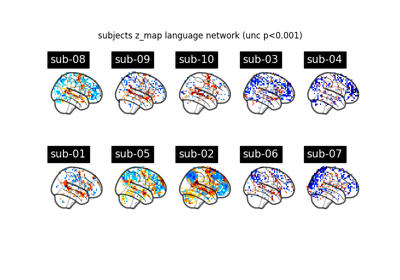 subjects z_map language network (unc p<0.001)
sub-08 sub-09 sub-10 sub-03 sub-04
sub-01 sub-05 sub-02 sub-06 sub-07